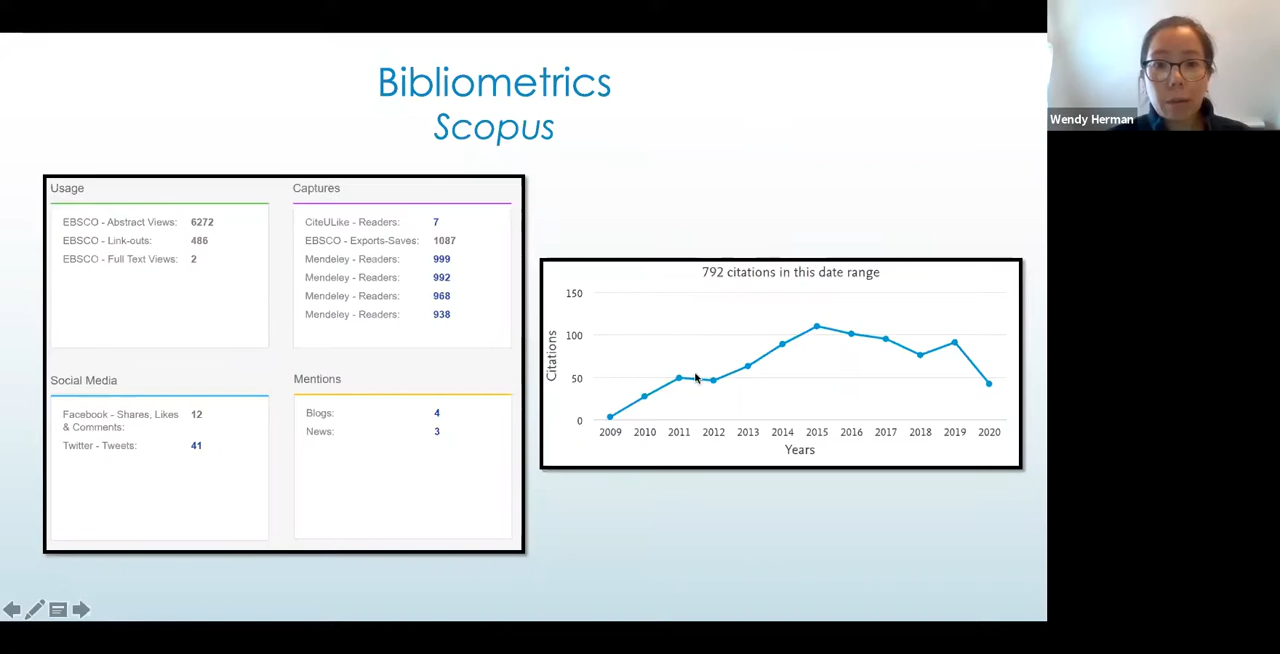 Bibliometrics
Scopus
Wendy Herman
Usage
EBSCO - Abstract Views: 6272
EBSCO - Link-outs: 486
EBSCO - Full Text Views: 2
Captures
CiteULike - Readers: 7
EBSCO - Exports-Saves: 1087
Mendeley - Readers: 999
Mendeley - Readers: 992
Mendeley - Readers: 968
Mendeley - Readers: 938
Social Media
Facebook - Shares, Likes 12
& Comments:
Twitter - Tweets: 41
Mentions
Blogs: 4
News: 3
792 citations in this date range
150
100
50
0
Citations
2009 2010 2011 2012 2013 2014 2015 2016 2017 2018 2019 2020
Years